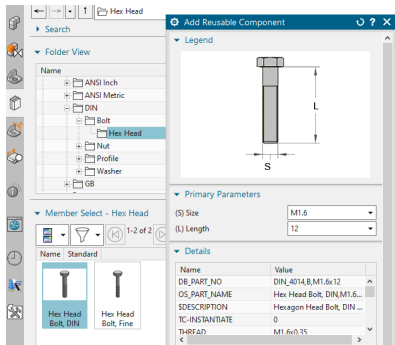 Hex Head
Search
Folder View
Name
ANSI Inch
ANSI Metric
DIN
Bolt
Hex Head
Nut
Profile
Washer
GB
Member Select - Hex Head
1-2 of 2
Name Standard
Hex Head
Bolt, DIN
Hex Head
Bolt, Fine
Add Reusable Component
Legend
L
S
Primary Parameters
(S) Size M1.6
(L) Length 12
Details
Name Value
DB_PART_NO DIN_4014,B,M1.6x12
OS_PART_NAME Hex Head Bolt, DIN,M1.6...
$DESCRIPTION Hexagon Head Bolt, DIN ...
TC-INSTANTIATE 0
THREAD M1.6x0.35